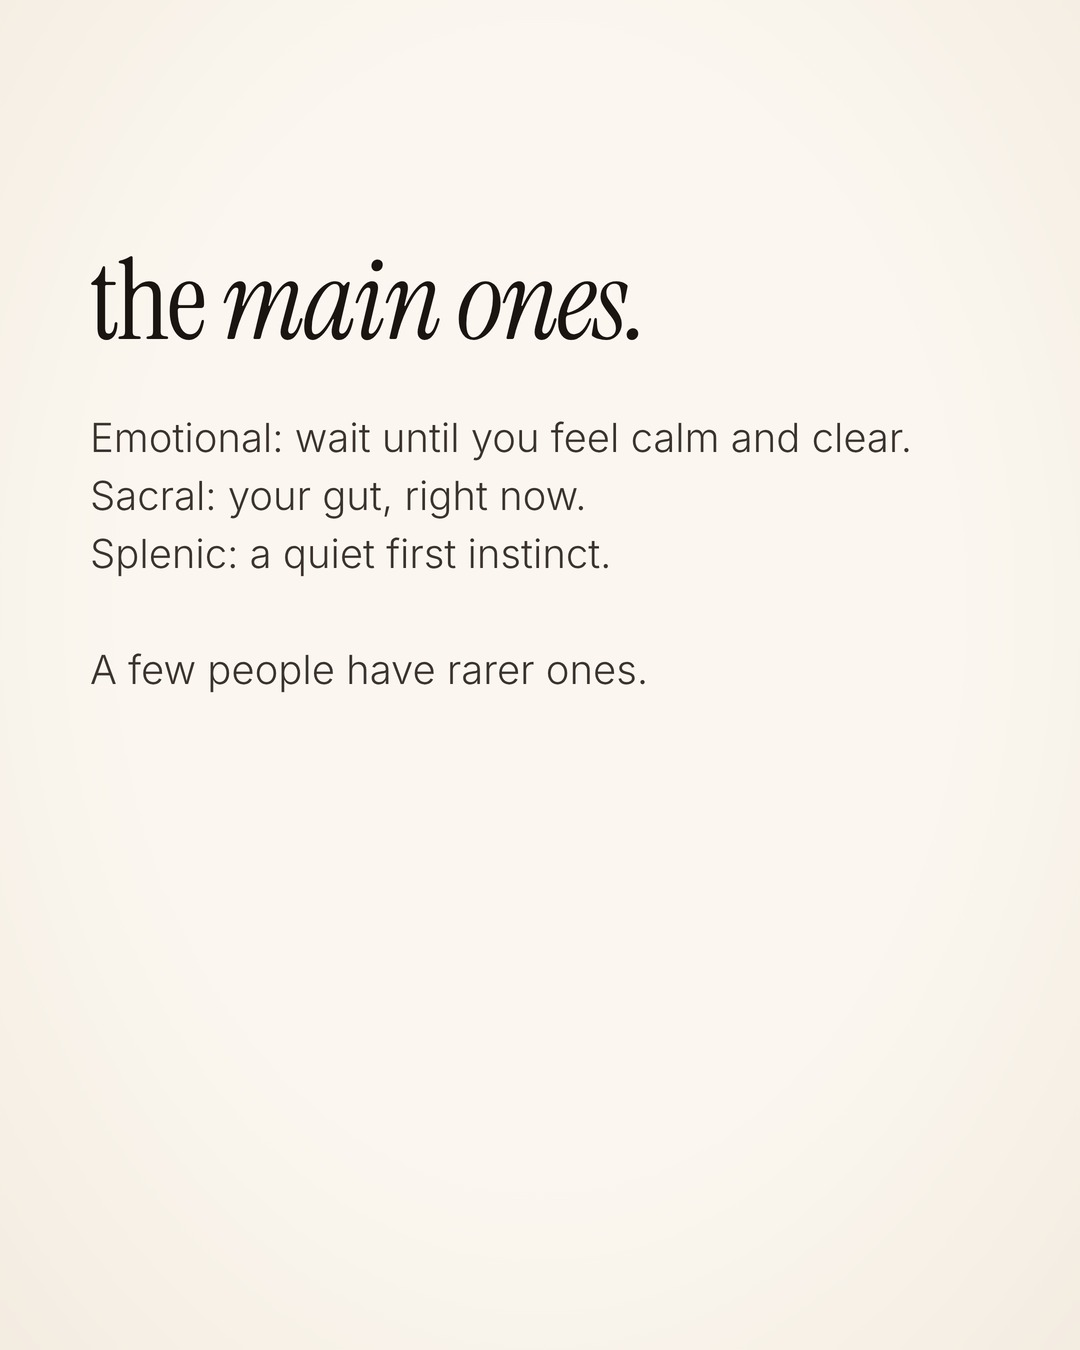 the main ones.
Emotional: wait until you feel calm and clear.
Sacral: your gut, right now.
Splenic: a quiet first instinct.
A few people have rarer ones.